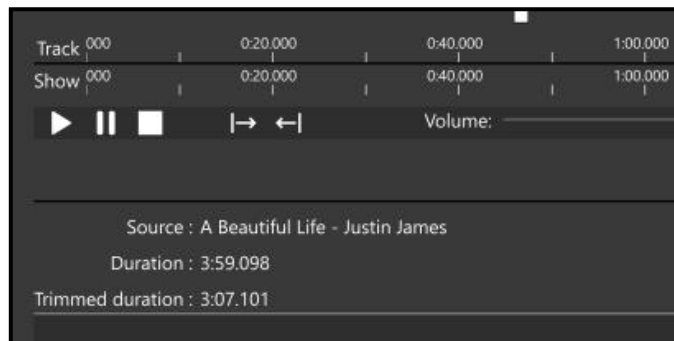 Track 000 0:20.000 0:40.000 1:00.000
Show 000 0:20.000 0:40.000 1:00.000
Volume:
Source : A Beautiful Life - Justin James
Duration : 3:59.098
Trimmed duration : 3:07.101